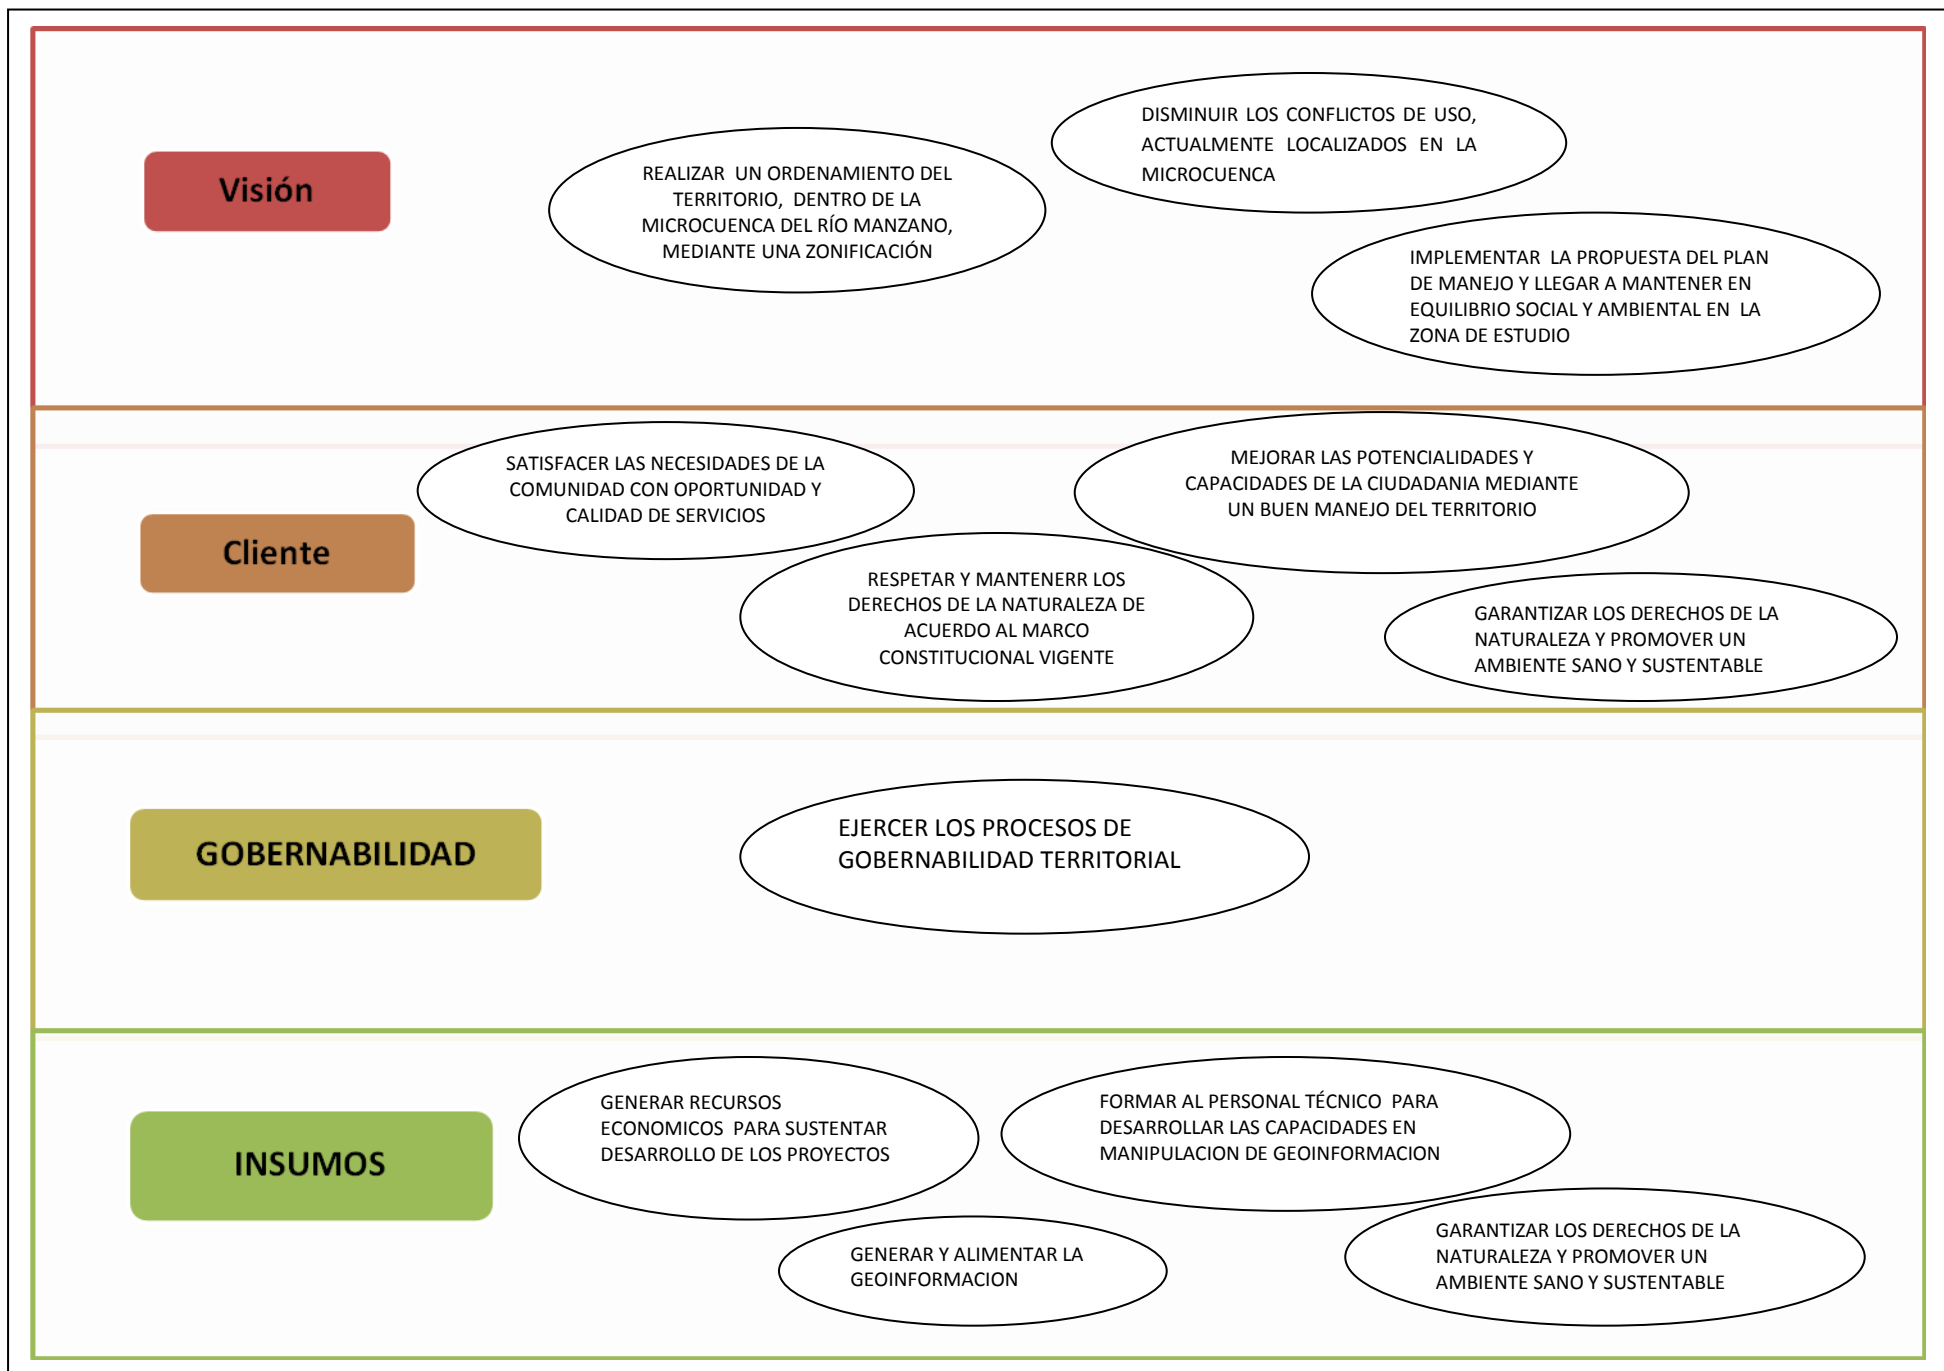 Visión
REALIZAR UN ORDENAMIENTO DEL
TERRITORIO, DENTRO DE LA
MICROCUENCA DEL RÍO MANZANO,
MEDIANTE UNA ZONIFICACIÓN
DISMINUIR LOS CONFLICTOS DE USO,
ACTUALMENTE LOCALIZADOS EN LA
MICROCUENCA
IMPLEMENTAR LA PROPUESTA DEL PLAN
DE MANEJO Y LLEGAR A MANTENER EN
EQUILIBRIO SOCIAL Y AMBIENTAL EN LA
ZONA DE ESTUDIO
Cliente
SATISFACER LAS NECESIDADES DE LA
COMUNIDAD CON OPORTUNIDAD Y
CALIDAD DE SERVICIOS
MEJORAR LAS POTENCIALIDADES Y
CAPACIDADES DE LA CIUDADANIA MEDIANTE
UN BUEN MANEJO DEL TERRITORIO
RESPETAR Y MANTENERR LOS
DERECHOS DE LA NATURALEZA DE
ACUERDO AL MARCO
CONSTITUCIONAL VIGENTE
GARANTIZAR LOS DERECHOS DE LA
NATURALEZA Y PROMOVER UN
AMBIENTE SANO Y SUSTENTABLE
GOBERNABILIDAD
EJERCER LOS PROCESOS DE
GOBERNABILIDAD TERRITORIAL
INSUMOS
GENERAR RECURSOS
ECONOMICOS PARA SUSTENTAR
DESARROLLO DE LOS PROYECTOS
FORMAR AL PERSONAL TÉCNICO PARA
DESARROLLAR LAS CAPACIDADES EN
MANIPULACION DE GEOINFORMACION
GENERAR Y ALIMENTAR LA
GEOINFORMACION
GARANTIZAR LOS DERECHOS DE LA
NATURALEZA Y PROMOVER UN
AMBIENTE SANO Y SUSTENTABLE